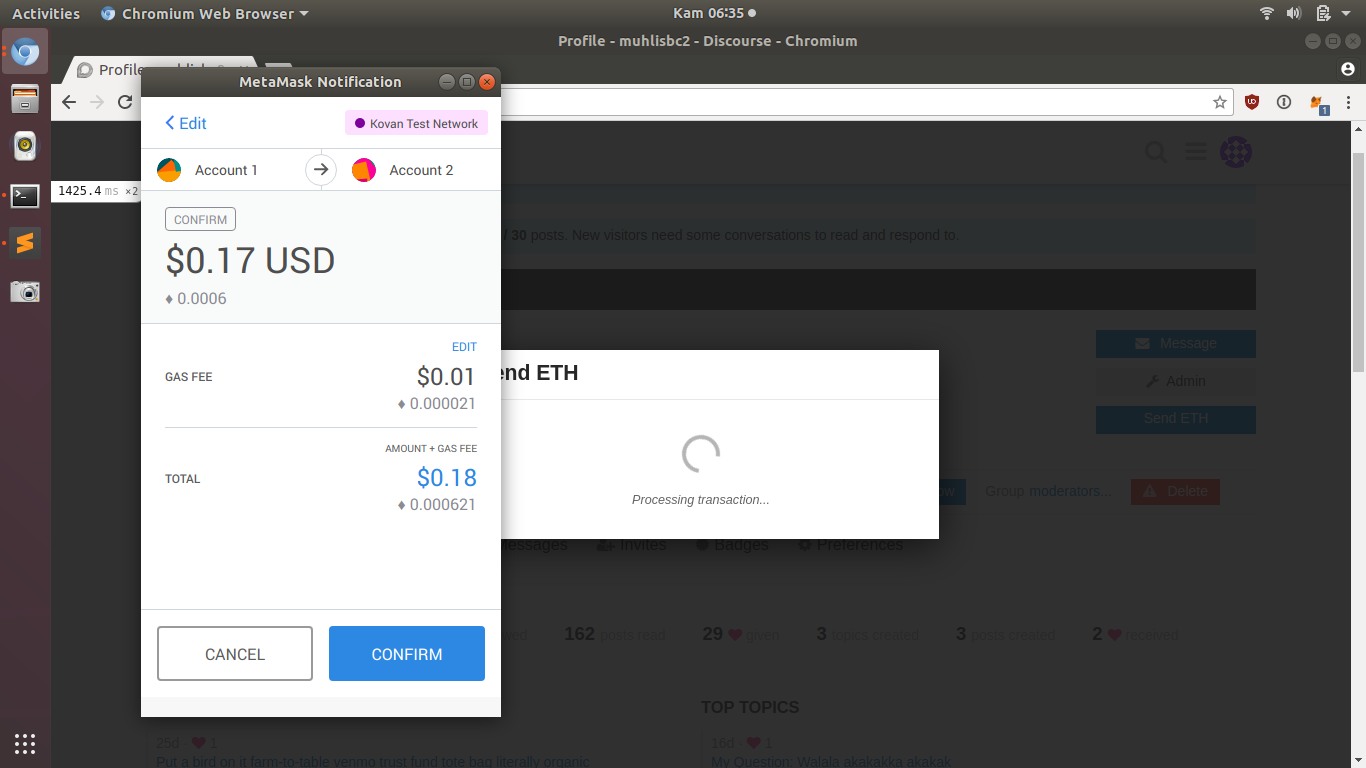 Activities
Chromium Web Browser
Kam 06:35
Profile - muhlisbc2 - Discourse - Chromium
MetaMask Notification
1
Edit
Kovan Test Network
Account 1
Account 2
1425.4 ms ×2
CONFIRM
$0.17 USD
0.0006
/ 30 posts. New visitors need some conversations to read and respond to.
Message
Admin
Send ETH
EDIT
GAS FEE
$0.01
0.000021
AMOUNT + GAS FEE
TOTAL
$0.18
0.000621
end ETH
Processing transaction...
Group moderators...
Delete
Invites
Badges
Preferences
162 posts read
29 given
3 topics created
3 posts created
2 received
CANCEL
CONFIRM
TOP TOPICS
25d 1
Put a bird on it farm-to-table venmo trust fund tote bag literally organic
16d 1
My Question: Walala akakakka akakak